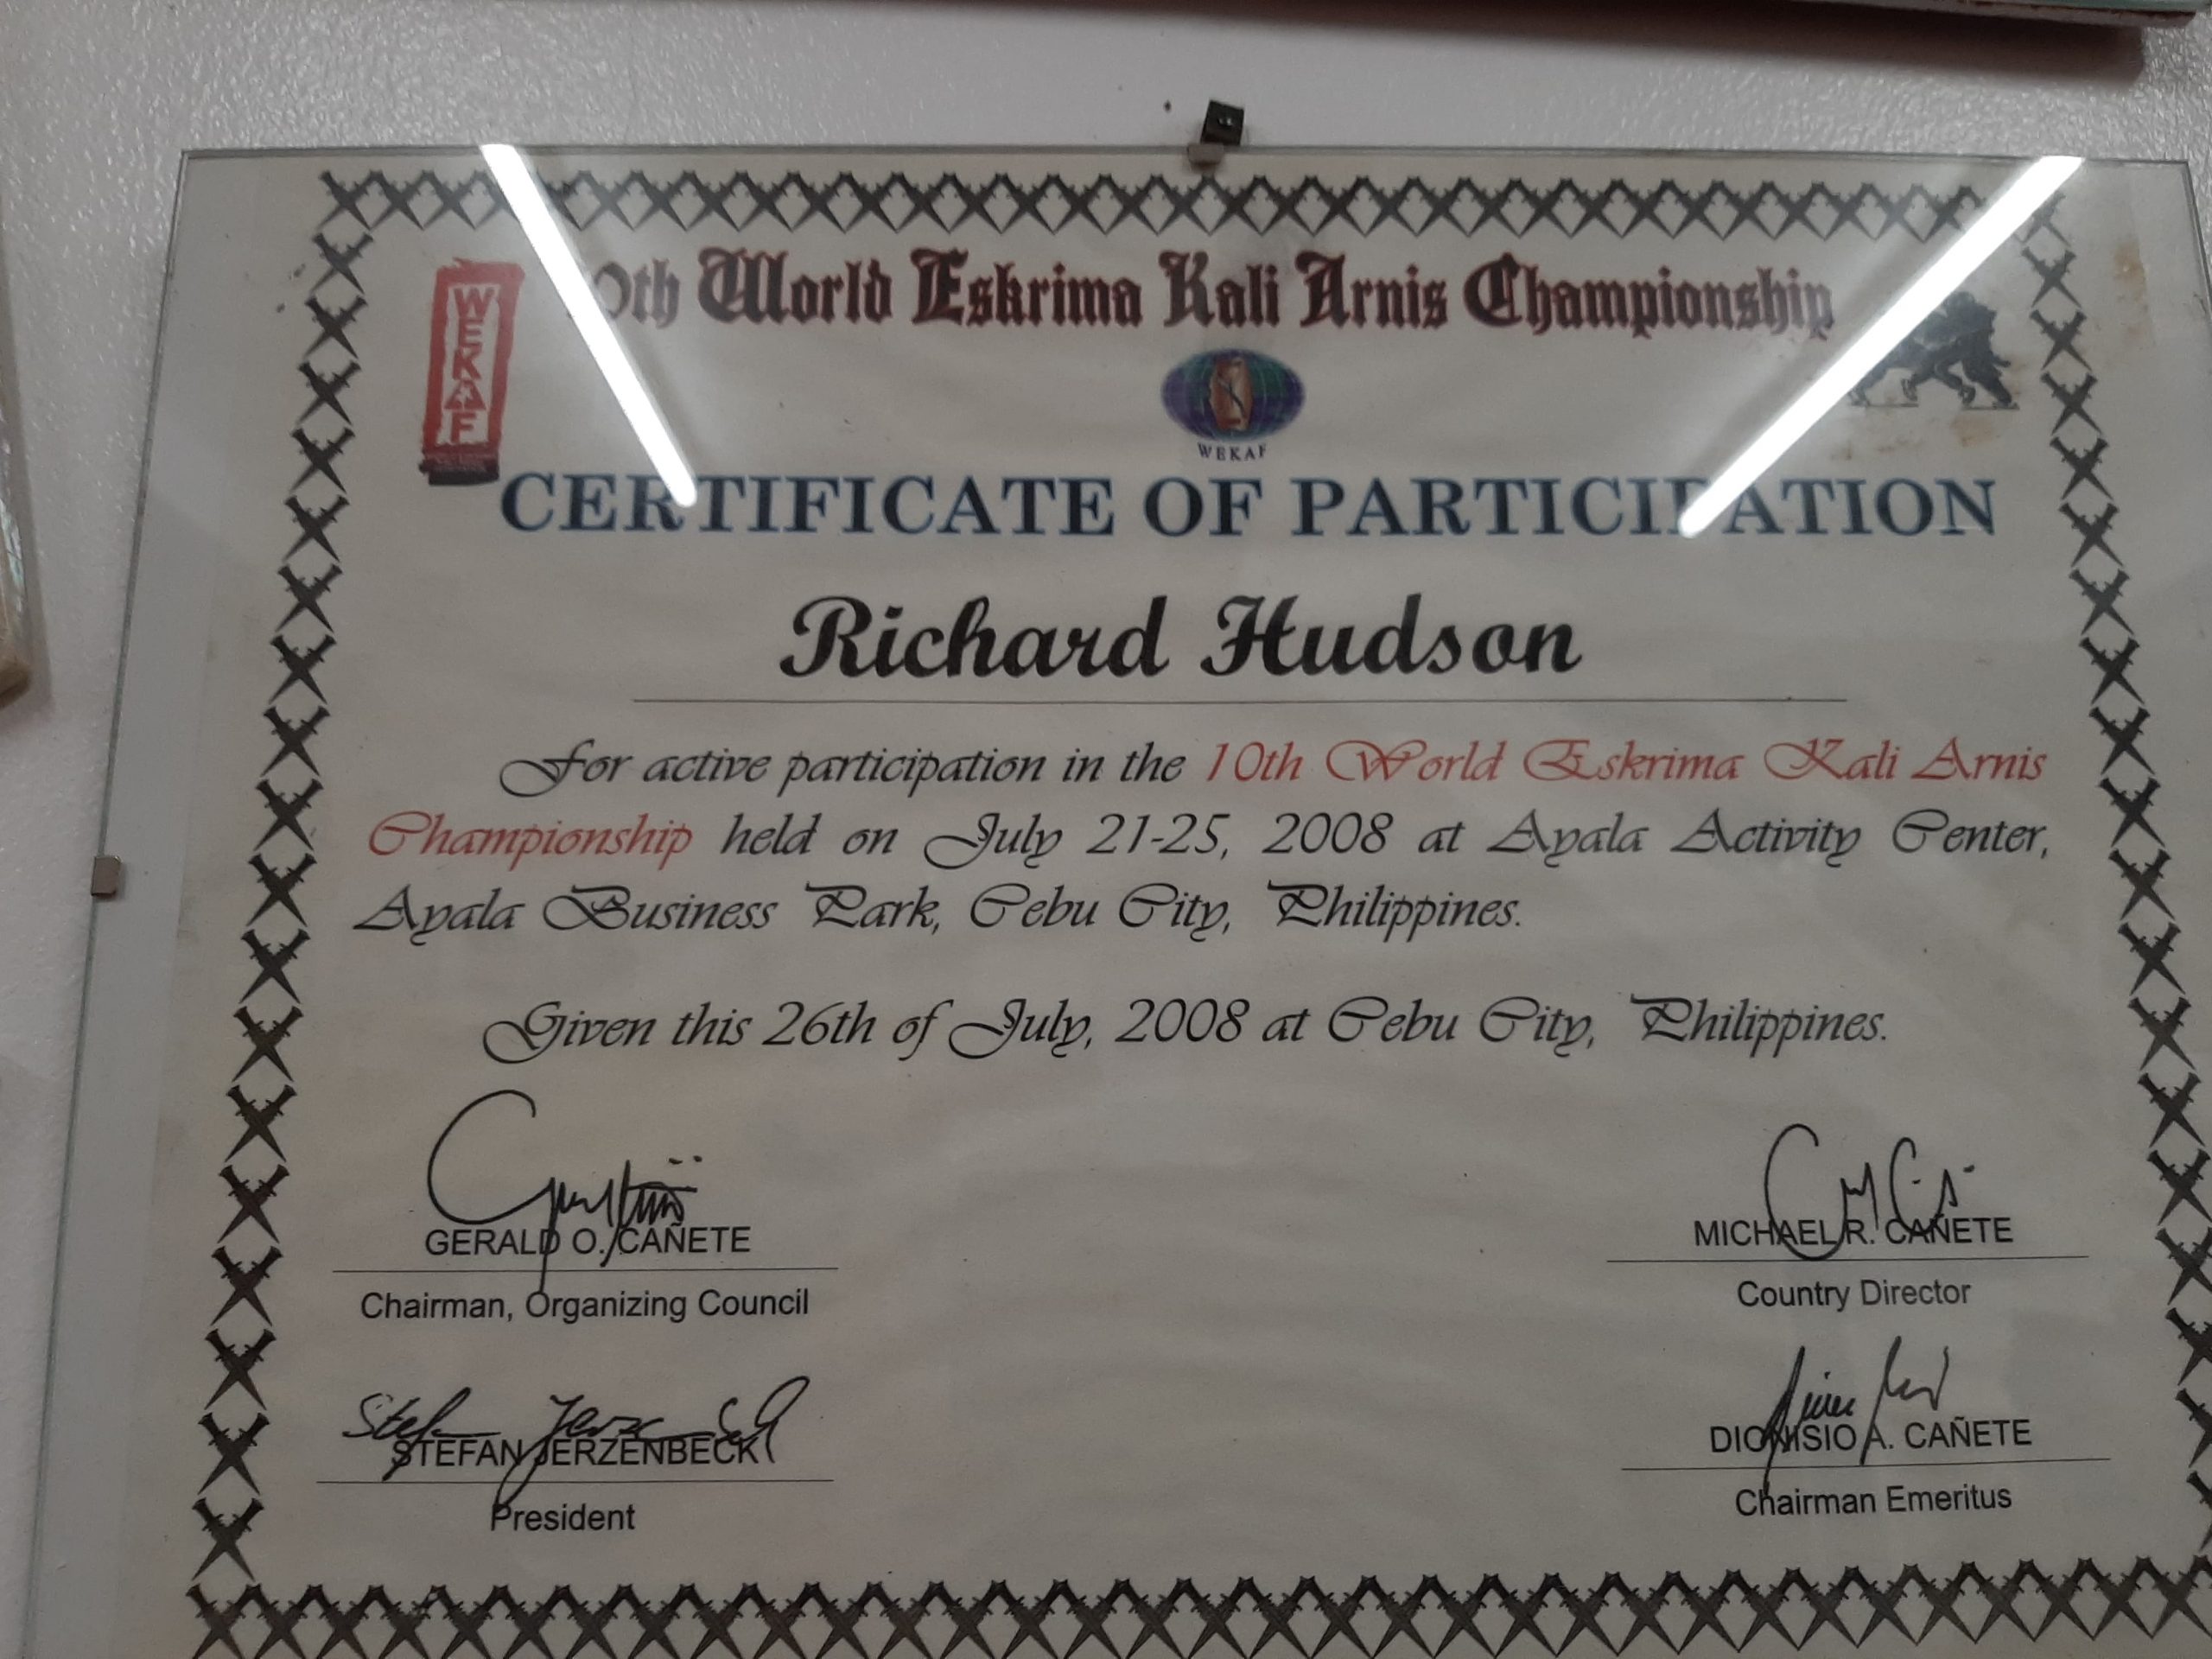 WEKAF
0th World Eskrima Kali Arnis Championship
WEKAF
CERTIFICATE OF PARTICIPATION
Richard Hudson
For active participation in the 10th World Eskrima Kali Arnis
Championship held on July 21-25, 2008 at Ayala Activity Center,
Ayala Business Park, Cebu City, Philippines.
Given this 26th of July, 2008 at Cebu City, Philippines.
GERALD O. CAÑETE
Chairman, Organizing Council
MICHAEL R. CAÑETE
Country Director
STEFAN JERZENBECK
President
DIONISIO A. CAÑETE
Chairman Emeritus